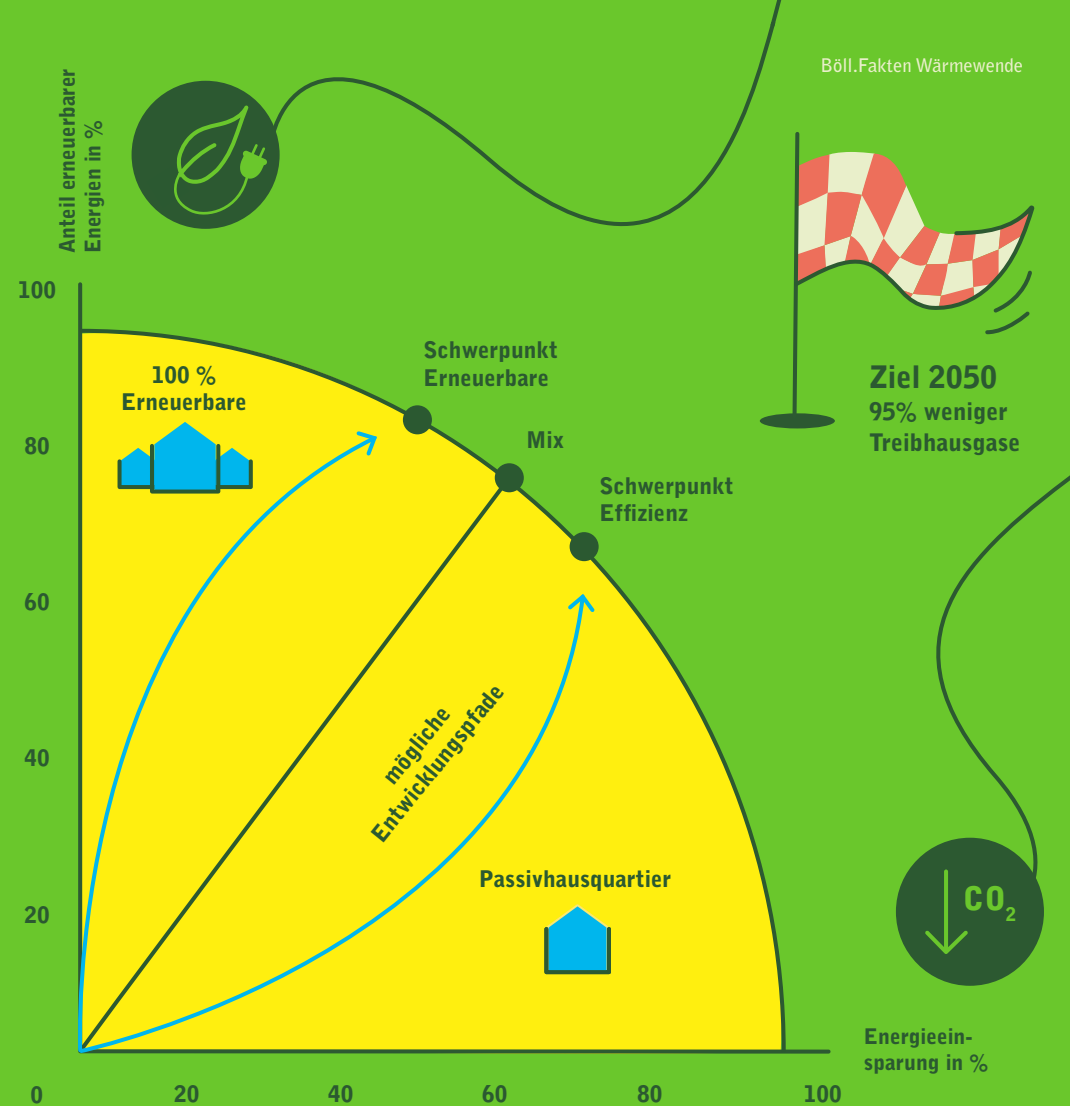 Böll.Fakten Wärmewende
Anteil erneuerbarer
Energien in %
100
80
60
40
20
0
20
40
60
80
100
Energieein-
sparung in %
100 %
Erneuerbare
Schwerpunkt
Erneuerbare
Mix
Schwerpunkt
Effizienz
Ziel 2050
95% weniger
Treibhausgase
mögliche
Entwicklungspfade
Passivhausquartier
CO₂